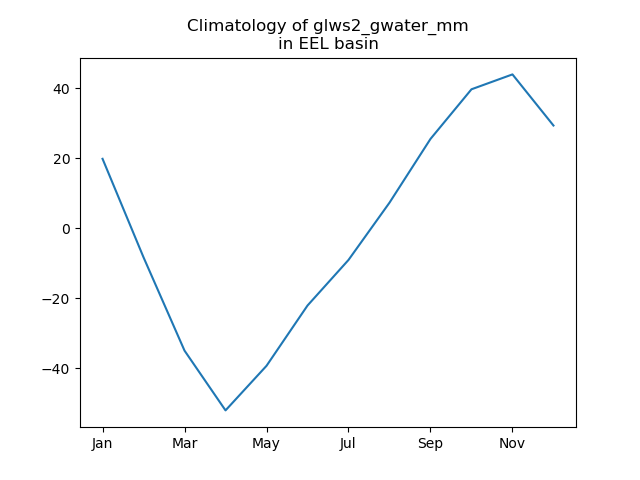 Climatology of glws2_gwater_mm
in EEL basin
40
20
0
−20
−40
Jan
Mar
May
Jul
Sep
Nov